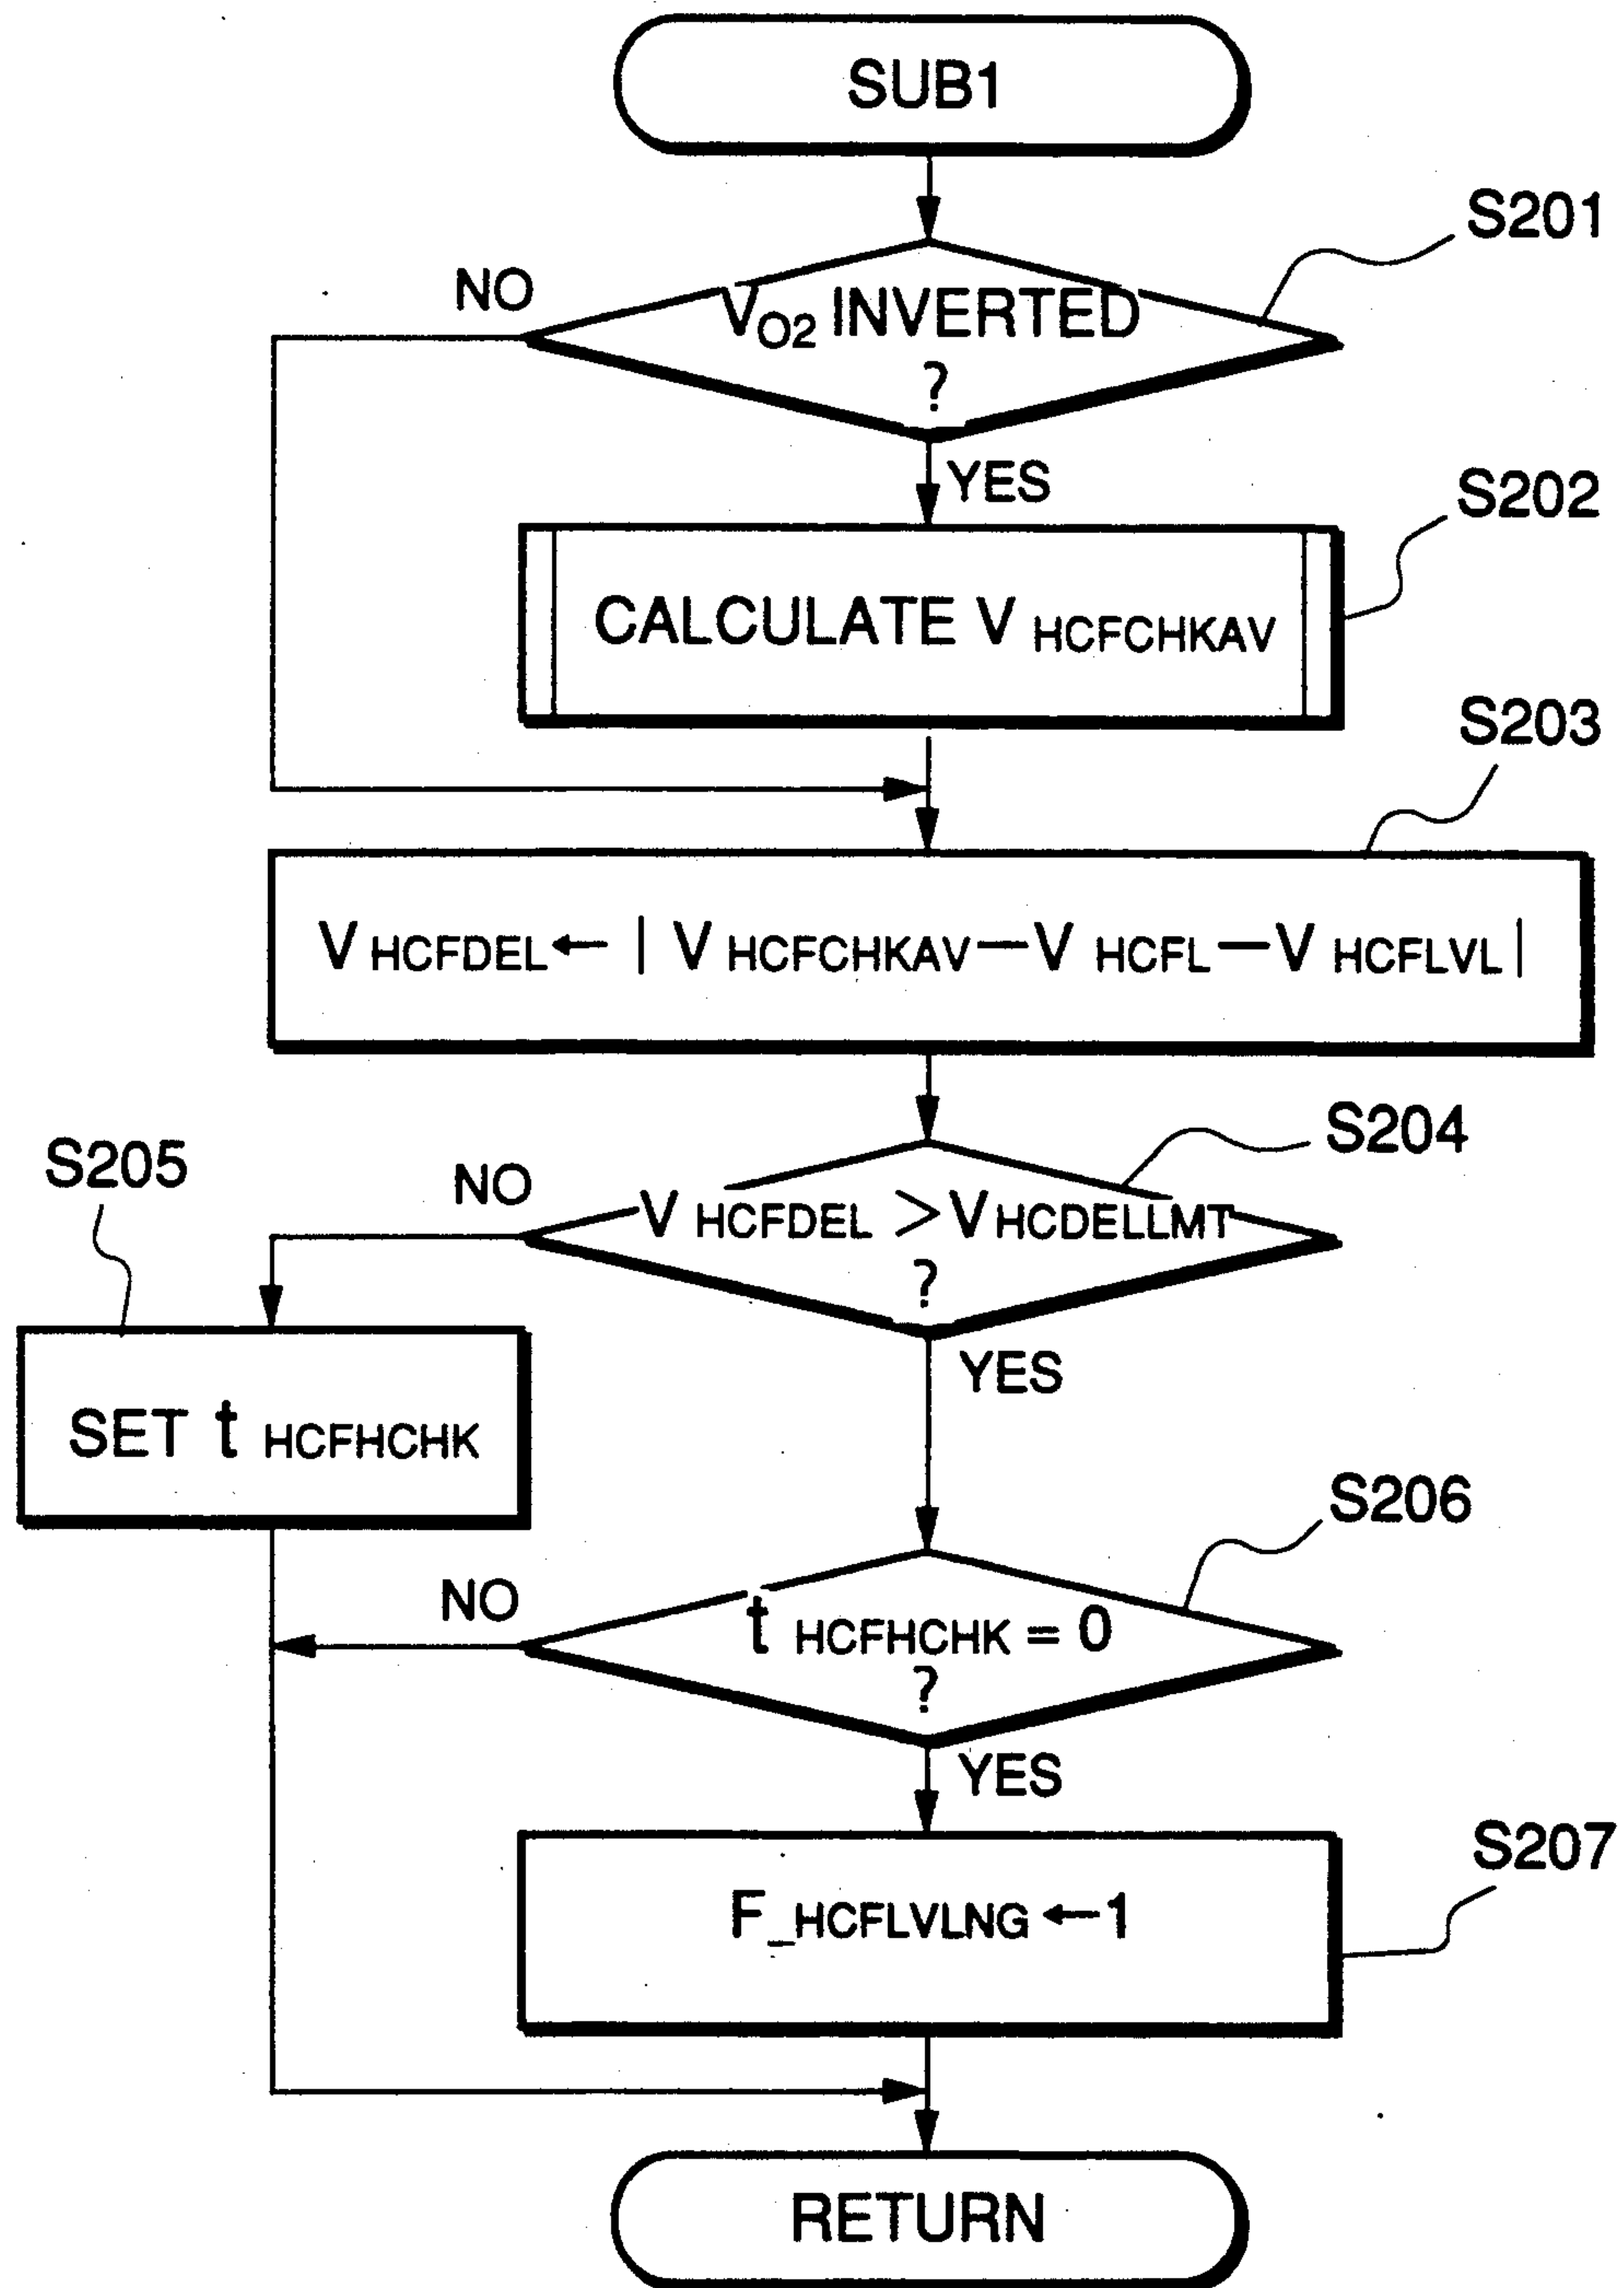 SUB1
S201
NO
VO2 INVERTED
?
YES
S202
CALCULATE V HCFCHKAV
S203
V HCFDEL ← | V HCFCHKAV — V HCFL — V HCFLVL |
S204
S205
NO
V HCFDEL > V HCDELLMT
?
YES
SET t HCFHCHK
S206
NO
t HCFHCHK = 0
?
YES
S207
F_HCFLVLNG ← 1
RETURN